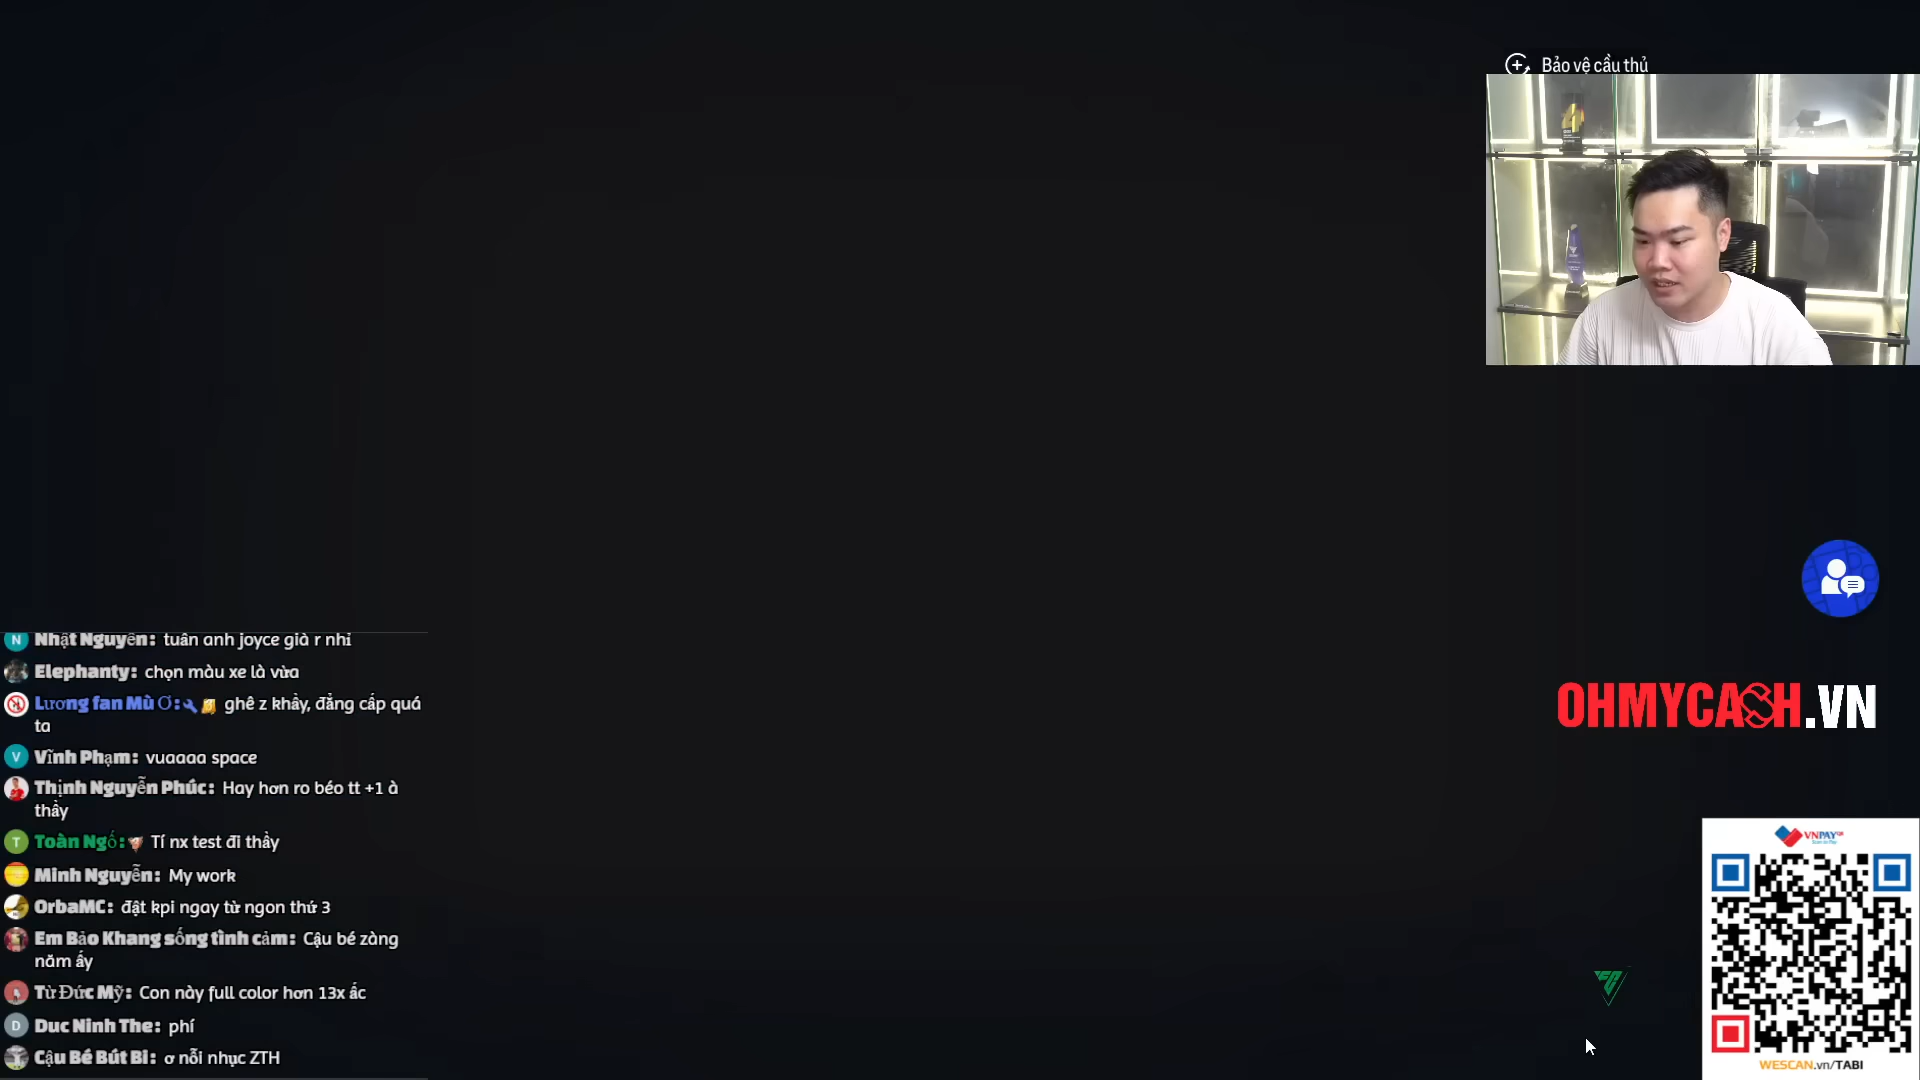 Bảo vệ cầu thủ
Nhật Nguyễn: tuấn anh joyce già r nhỉ
Elephanty: chọn màu xe là vừa
Lương fan Mù Ơ: ghê z khầy, đẳng cấp quá
ta
Vĩnh Phạm: vuaaaa space
Thịnh Nguyễn Phúc: Hay hơn ro béo tt +1 à
thầy
Toàn Ngố: Tí nx test đi thầy
Minh Nguyễn: My work
OrbaMC: đật kpi ngay từ ngon thứ 3
Em Bảo Khang sống tình cảm: Cậu bé zàng
năm ấy
Từ Đức Mỹ: Con này full color hơn 13x ấc
Duc Ninh The: phí
Cậu Bé Bút Bi: ơ nỗi nhục ZTH
OHMYCASH.VN
VNPAY
WESCAN.vn/TABI